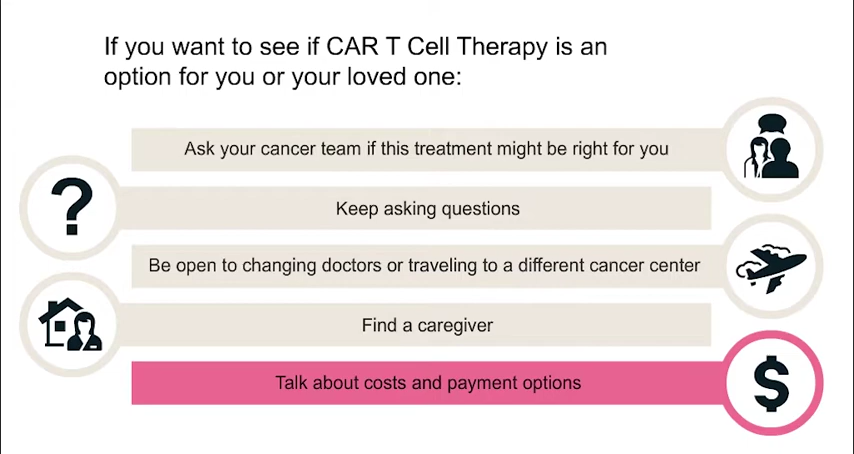 If you want to see if CAR T Cell Therapy is an
option for you or your loved one:
Ask your cancer team if this treatment might be right for you
?
Keep asking questions
Be open to changing doctors or traveling to a different cancer center
Find a caregiver
Talk about costs and payment options
$